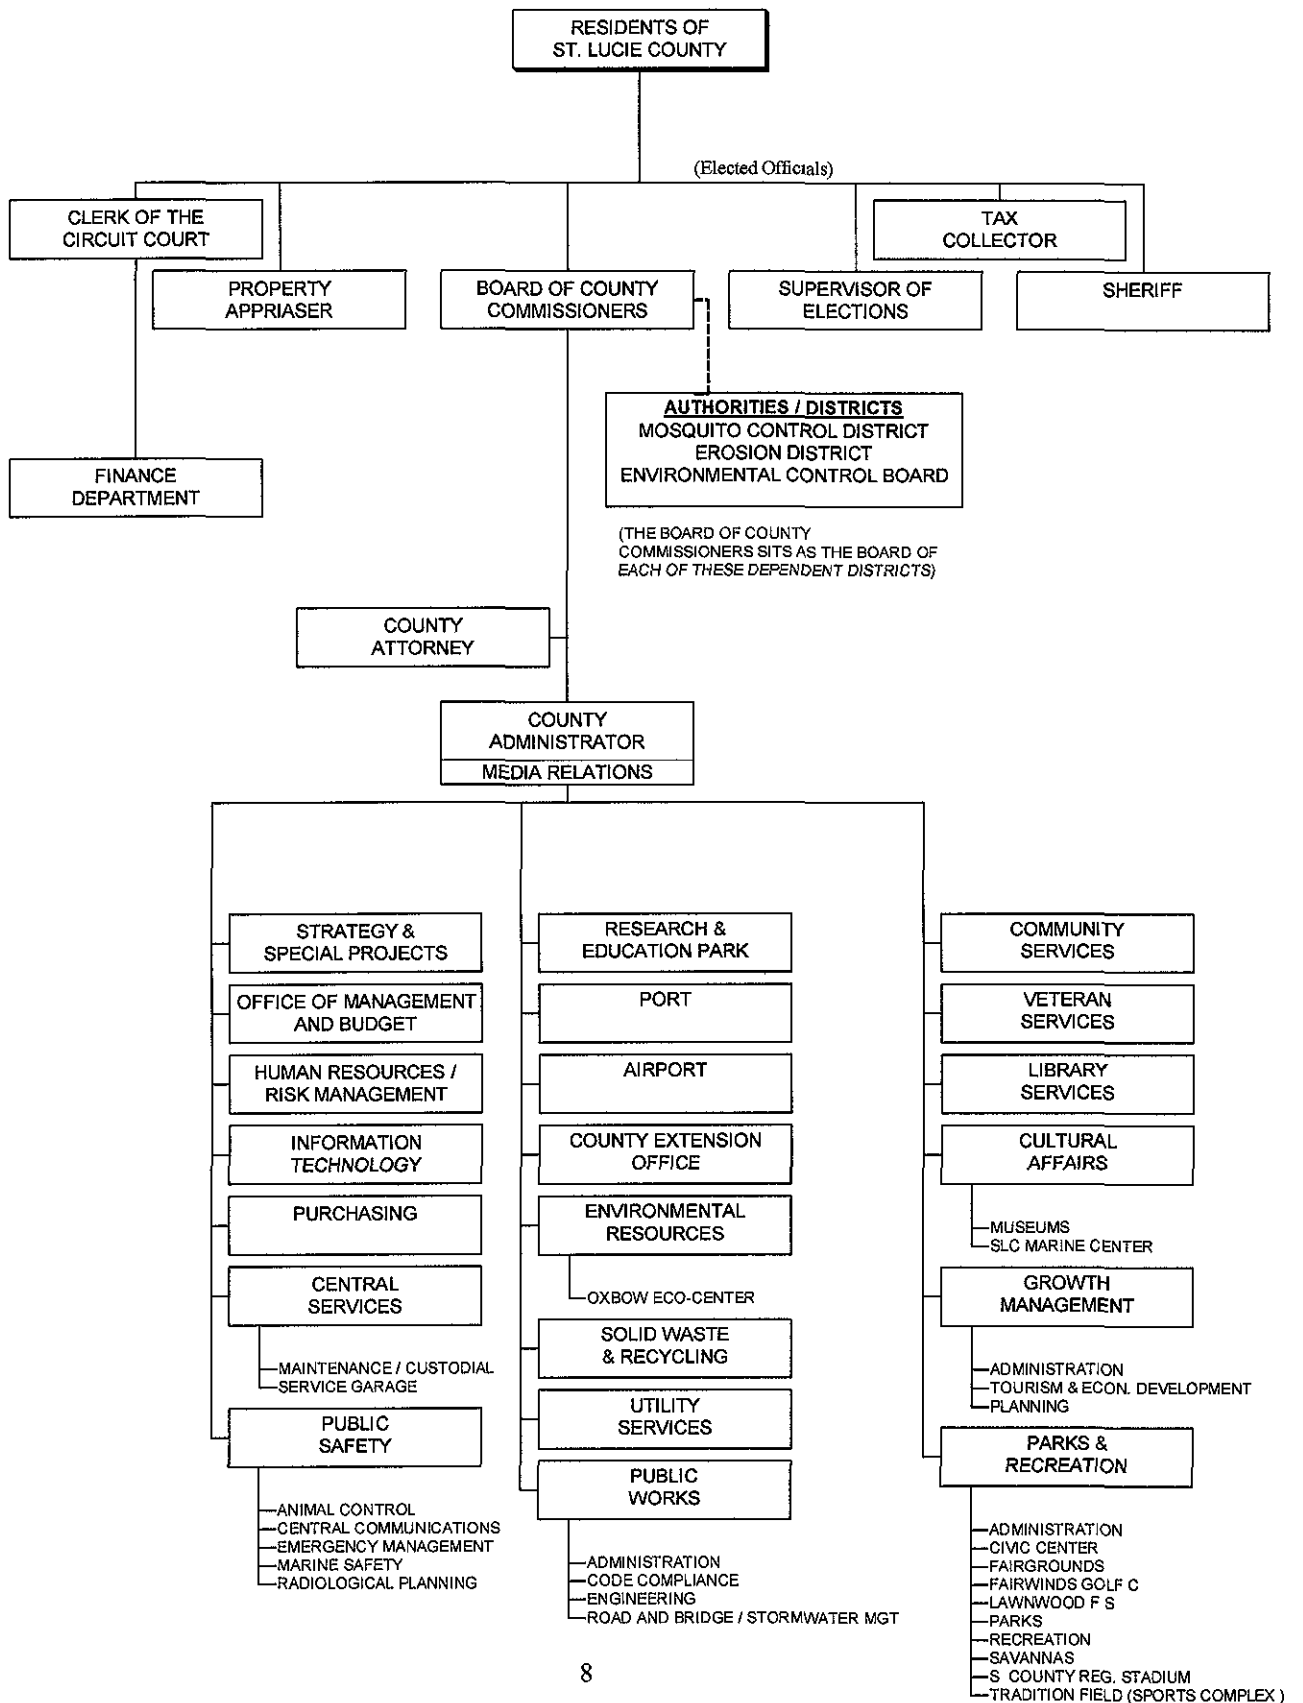 RESIDENTS OF
ST. LUCIE COUNTY
(Elected Officials)
CLERK OF THE
CIRCUIT COURT
TAX
COLLECTOR
PROPERTY
APPRIASER
BOARD OF COUNTY
COMMISSIONERS
SUPERVISOR OF
ELECTIONS
SHERIFF
AUTHORITIES / DISTRICTS
MOSQUITO CONTROL DISTRICT
EROSION DISTRICT
ENVIRONMENTAL CONTROL BOARD
FINANCE
DEPARTMENT
(THE BOARD OF COUNTY
COMMISSIONERS SITS AS THE BOARD OF
EACH OF THESE DEPENDENT DISTRICTS)
COUNTY
ATTORNEY
COUNTY
ADMINISTRATOR
MEDIA RELATIONS
STRATEGY &
SPECIAL PROJECTS
OFFICE OF MANAGEMENT
AND BUDGET
HUMAN RESOURCES /
RISK MANAGEMENT
INFORMATION
TECHNOLOGY
PURCHASING
CENTRAL
SERVICES
MAINTENANCE / CUSTODIAL
SERVICE GARAGE
PUBLIC
SAFETY
ANIMAL CONTROL
CENTRAL COMMUNICATIONS
EMERGENCY MANAGEMENT
MARINE SAFETY
RADIOLOGICAL PLANNING
RESEARCH &
EDUCATION PARK
PORT
AIRPORT
COUNTY EXTENSION
OFFICE
ENVIRONMENTAL
RESOURCES
OXBOW ECO-CENTER
SOLID WASTE
& RECYCLING
UTILITY
SERVICES
PUBLIC
WORKS
ADMINISTRATION
CODE COMPLIANCE
ENGINEERING
ROAD AND BRIDGE / STORMWATER MGT
COMMUNITY
SERVICES
VETERAN
SERVICES
LIBRARY
SERVICES
CULTURAL
AFFAIRS
MUSEUMS
SLC MARINE CENTER
GROWTH
MANAGEMENT
ADMINISTRATION
TOURISM & ECON. DEVELOPMENT
PLANNING
PARKS &
RECREATION
ADMINISTRATION
CIVIC CENTER
FAIRGROUNDS
FAIRWINDS GOLF C
LAWNWOOD F S
PARKS
RECREATION
SAVANNAS
S COUNTY REG. STADIUM
TRADITION FIELD (SPORTS COMPLEX )
8